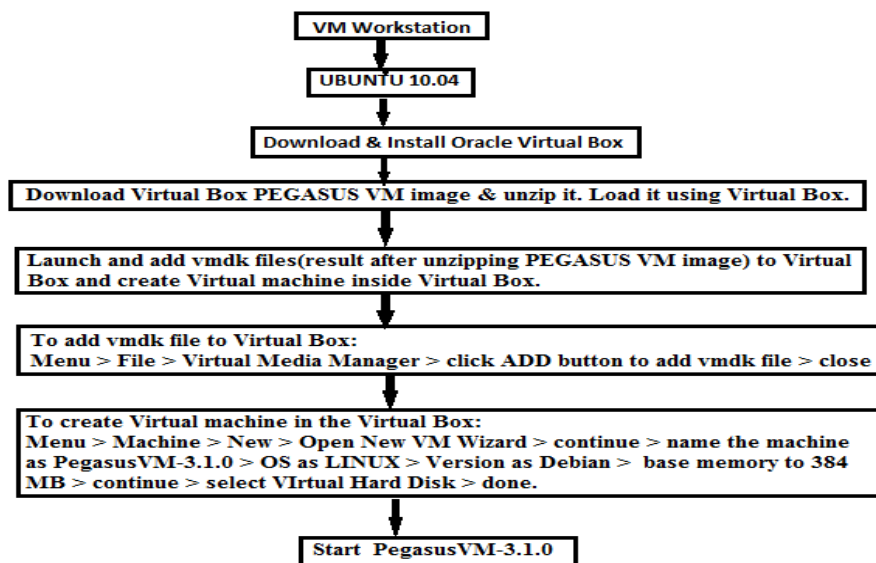 VM Workstation
UBUNTU 10.04
Download & Install Oracle Virtual Box
Download Virtual Box PEGASUS VM image & unzip it. Load it using Virtual Box.
Launch and add vmdk files(result after unzipping PEGASUS VM image) to Virtual
Box and create Virtual machine inside Virtual Box.
To add vmdk file to Virtual Box:
Menu > File > Virtual Media Manager > click ADD button to add vmdk file > close
To create Virtual machine in the Virtual Box:
Menu > Machine > New > Open New VM Wizard > continue > name the machine
as PegasusVM-3.1.0 > OS as LINUX > Version as Debian > base memory to 384
MB > continue > select VIrtual Hard Disk > done.
Start PegasusVM-3.1.0